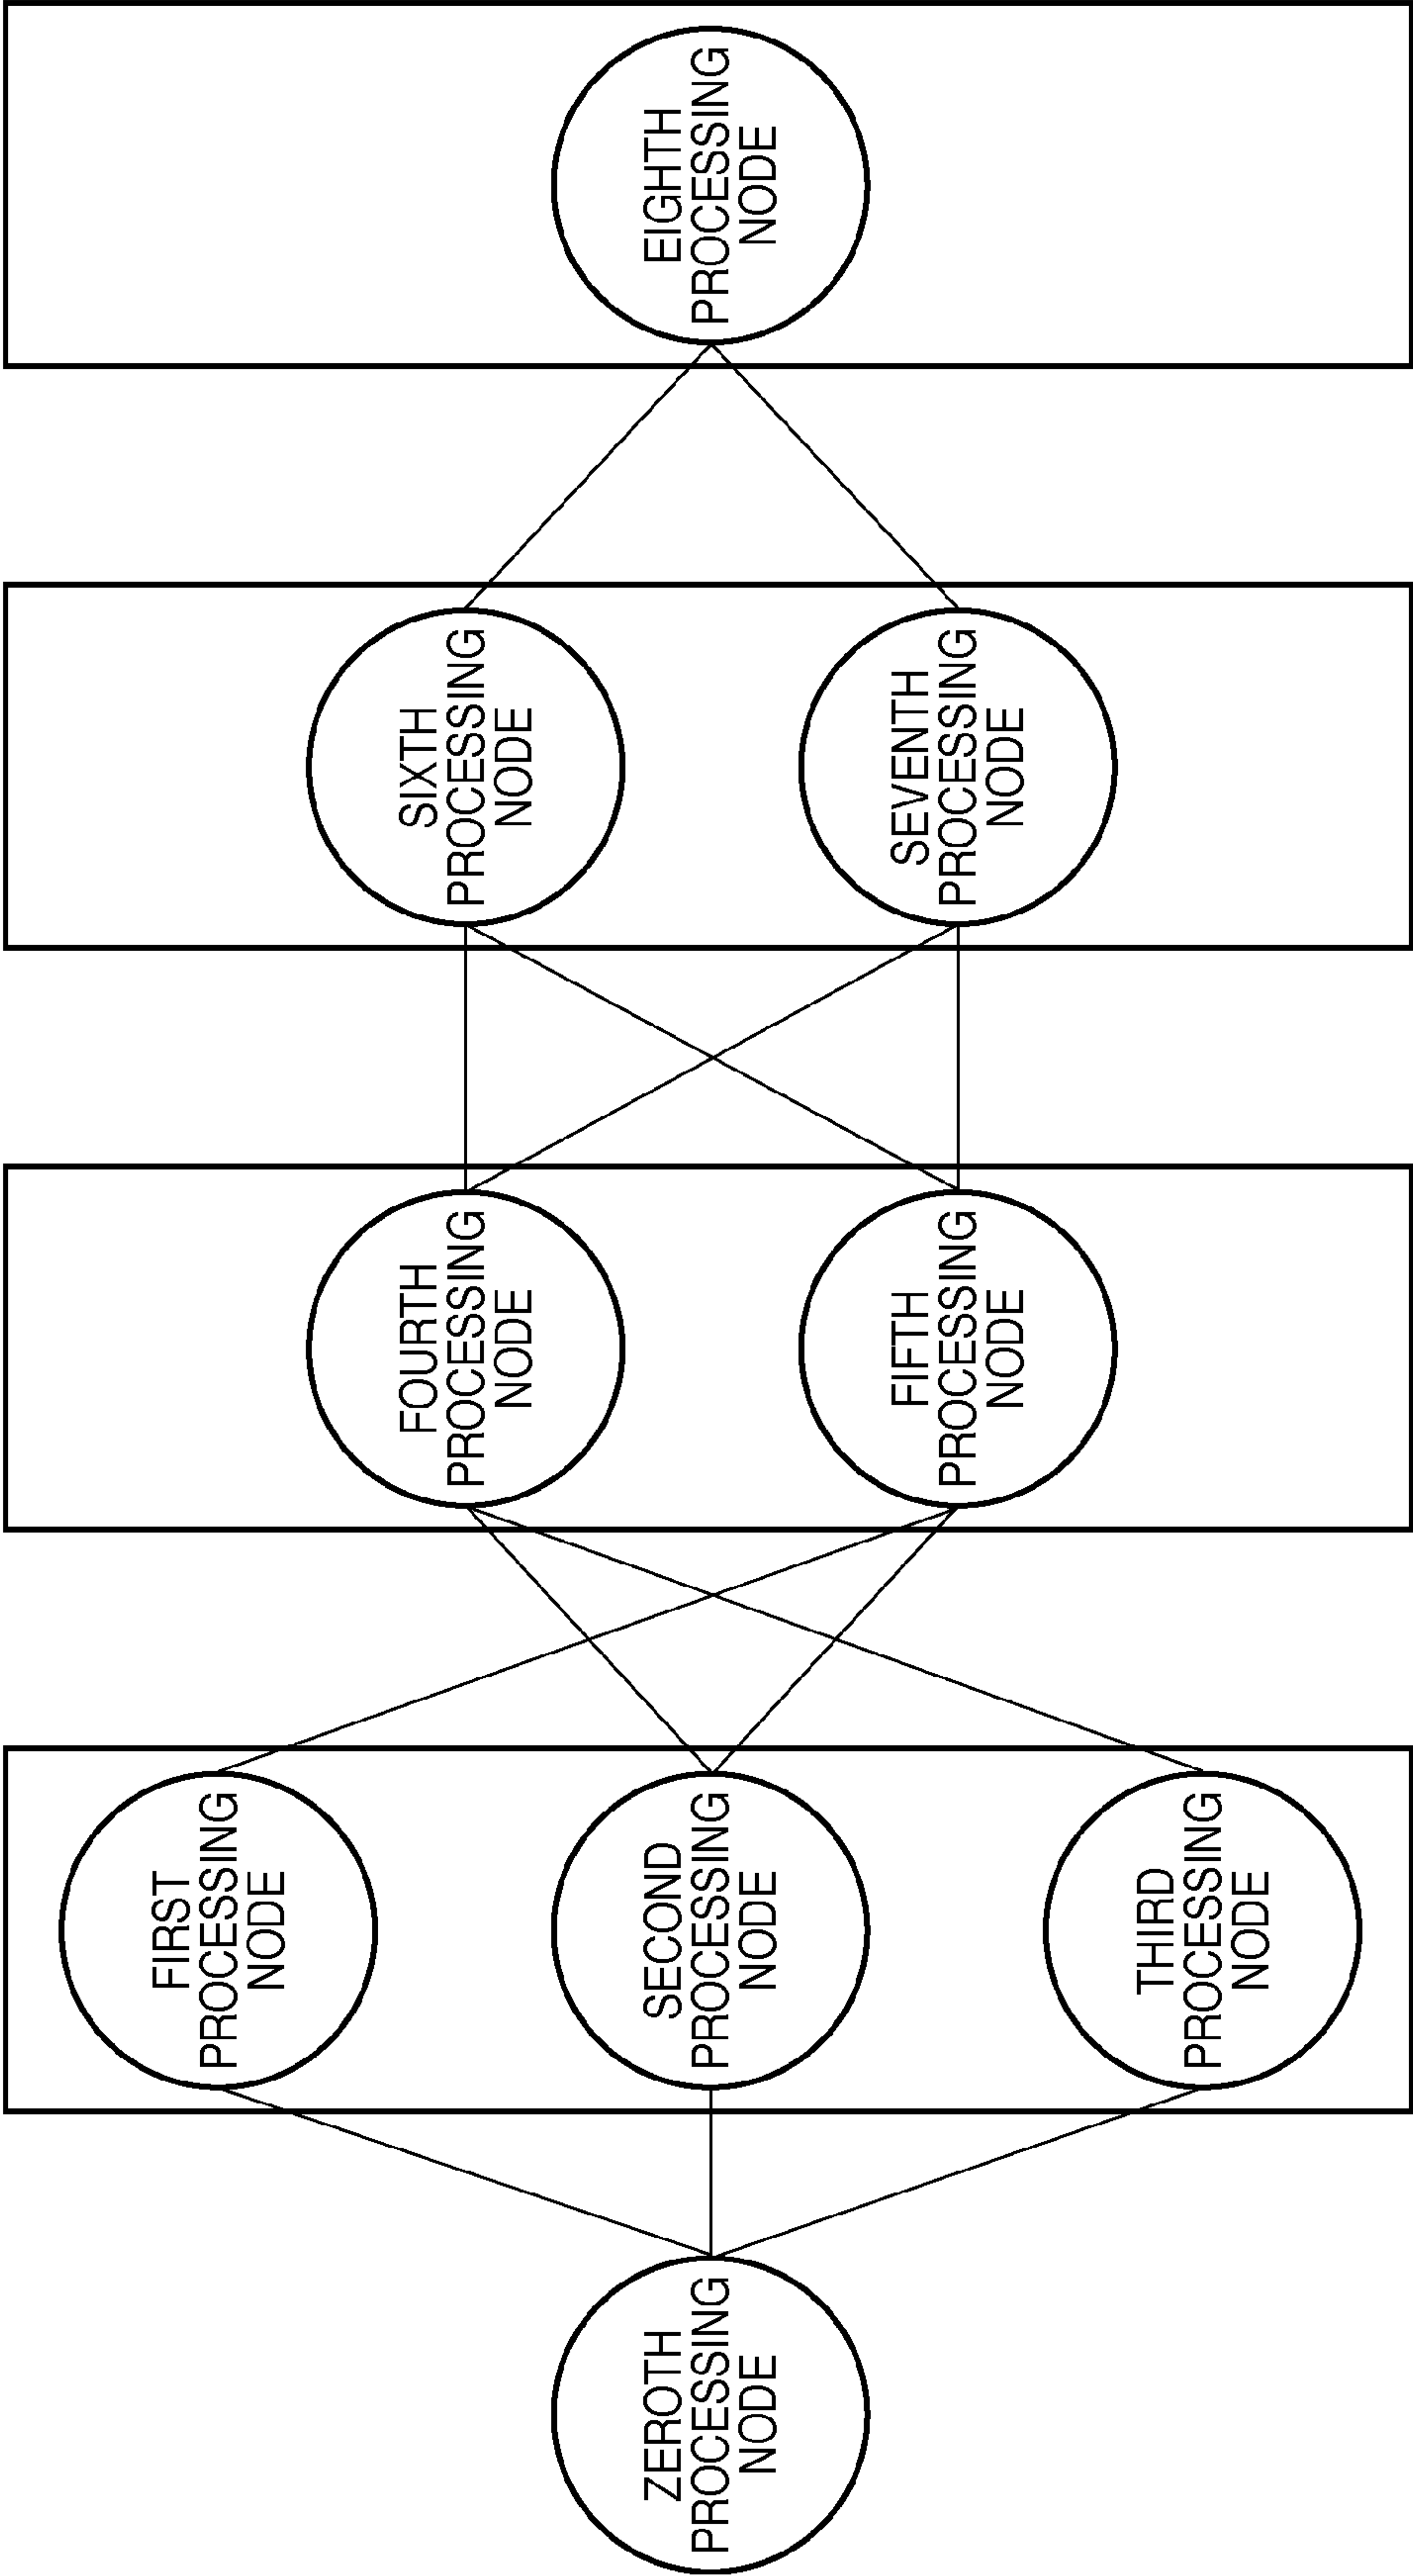 ZEROTH
PROCESSING
NODE
FIRST
PROCESSING
NODE
SECOND
PROCESSING
NODE
THIRD
PROCESSING
NODE
FOURTH
PROCESSING
NODE
FIFTH
PROCESSING
NODE
SIXTH
PROCESSING
NODE
SEVENTH
PROCESSING
NODE
EIGHTH
PROCESSING
NODE